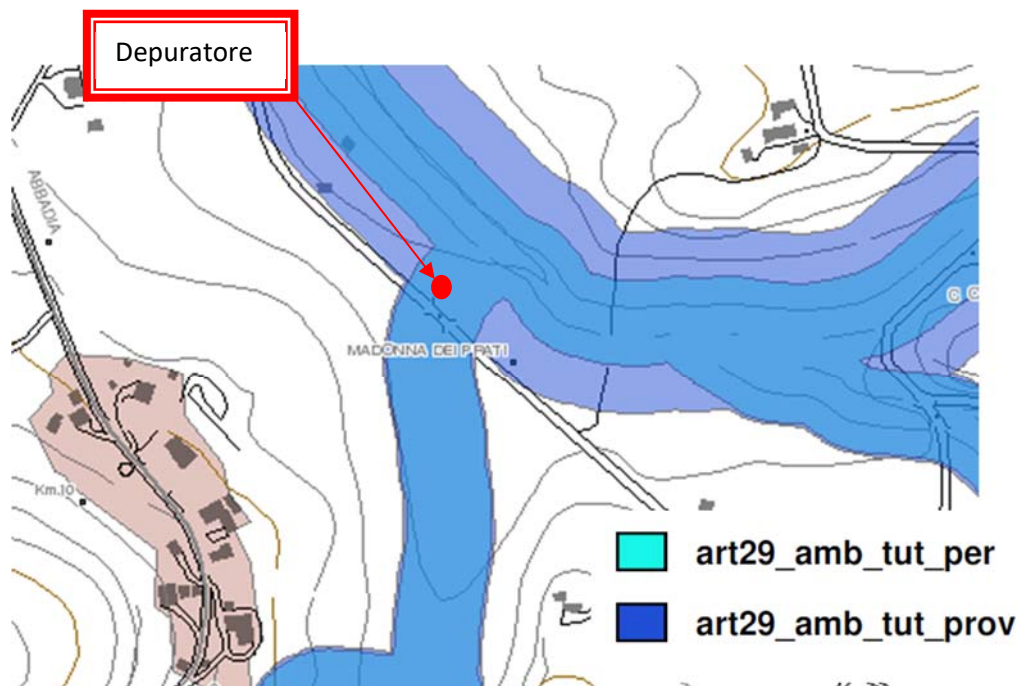 Depuratore
ABBADIA
C C
MADONNA DEI PRATI
Km.10
art29_amb_tut_per
art29_amb_tut_prov